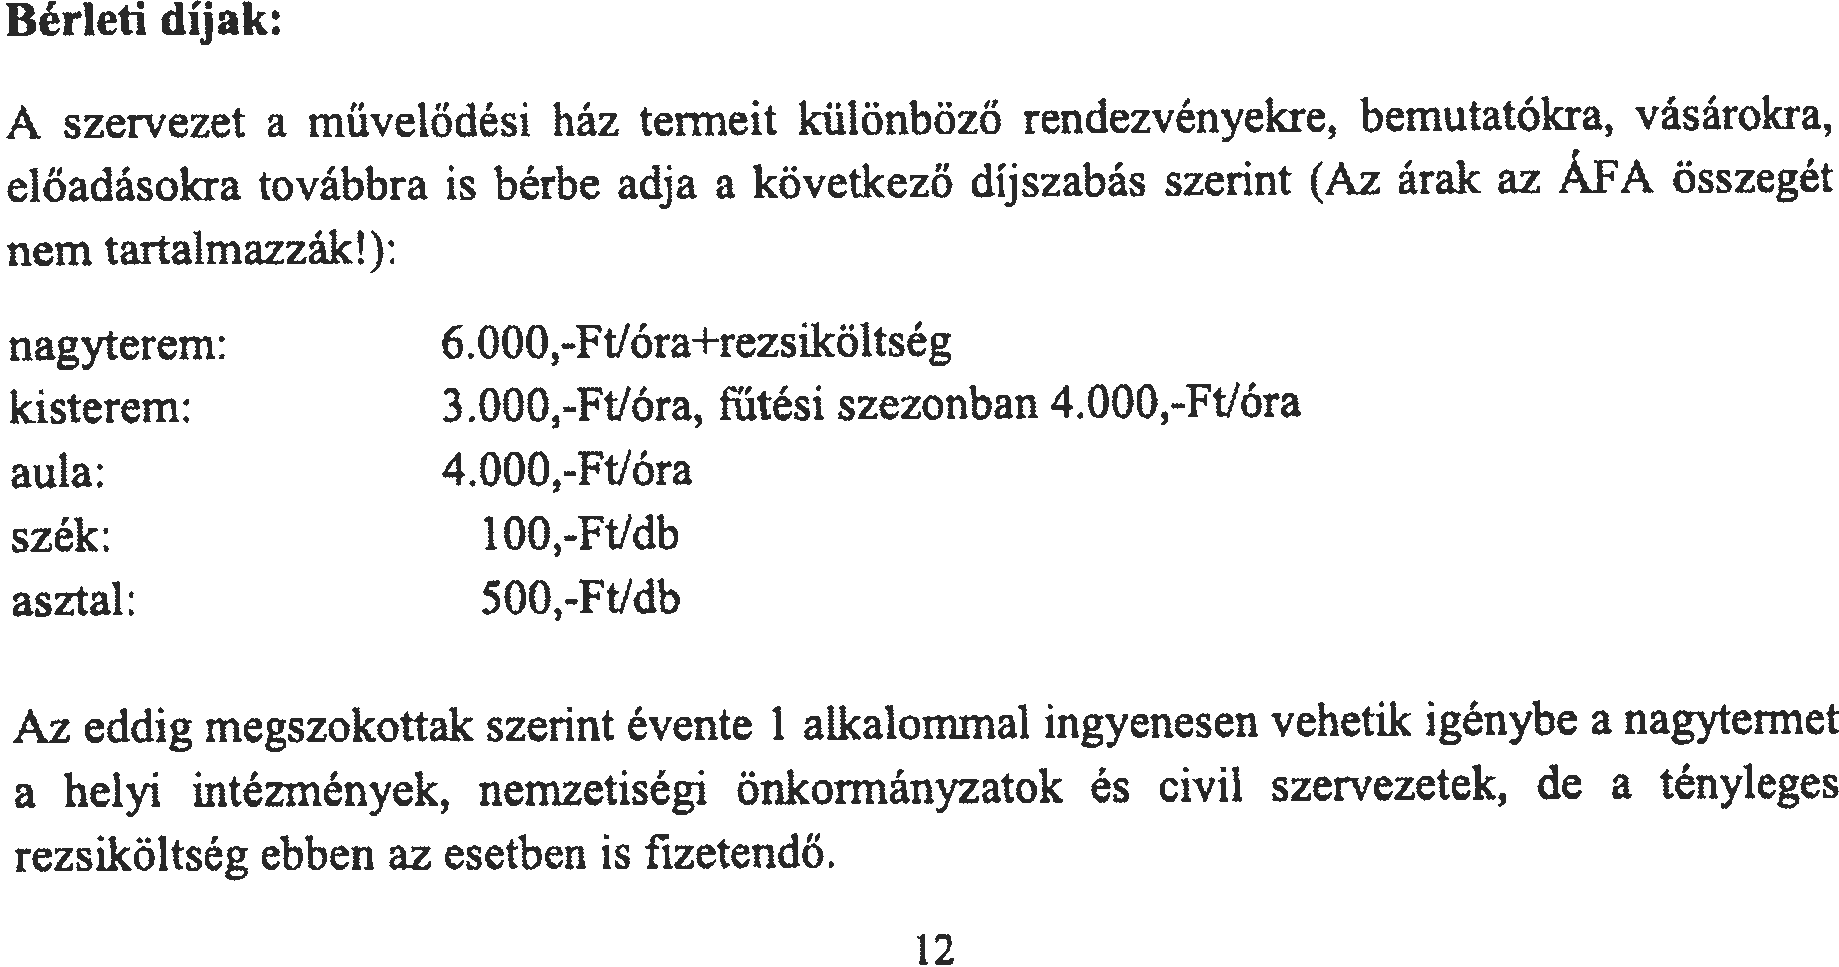 Bérleti díjak:
A szervezet a művelődési ház termeit különböző rendezvényekre, bemutatókra, vásárokra,
előadásokra továbbra is bérbe adja a következő díjszabás szerint (Az árak az ÁFA összegét
nem tartalmazzák!):
nagyterem: 6.000,-Ft/óra+rezsiköltség
kisterem: 3.000,-Ft/óra, fűtési szezonban 4.000,-Ft/óra
aula: 4.000,-Ft/óra
szék: 100,-Ft/db
asztal: 500,-Ft/db
Az eddig megszokottak szerint évente 1 alkalommal ingyenesen vehetik igénybe a nagytermet
a helyi intézmények, nemzetiségi önkormányzatok és civil szervezetek, de a tényleges
rezsiköltség ebben az esetben is fizetendő.
12